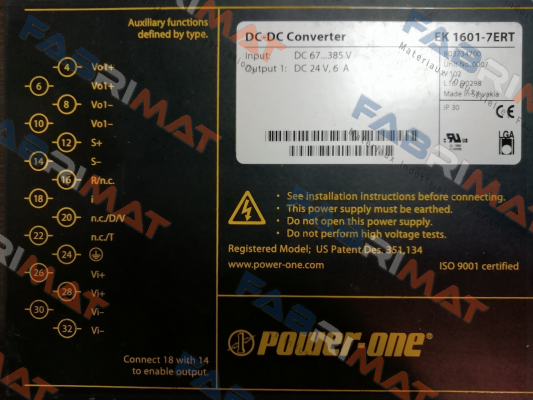 Auxiliary functions
defined by type.
4 Vo1+
6 Vo1+
8 Vo1-
10 Vo1-
12 S+
14 S-
16 R/n.c.
18 i
20 n.c./D/V
22 n.c./T
24
26 Vi+
28 Vi+
30 Vi-
32 Vi-
Connect 18 with 14
to enable output.
DC-DC Converter EK 1601-7ERT
Input: DC 67...385 V
Output 1: DC 24 V, 6 A
Made in Slovakia
IP 30
CE
LGA
• See installation instructions before connecting.
• This power supply must be earthed.
• Do not open this power supply.
• Do not perform high voltage tests.
Registered Model; US Patent Des. 351,134
www.power-one.com ISO 9001 certified
POWER-ONE®
FABRIMAT